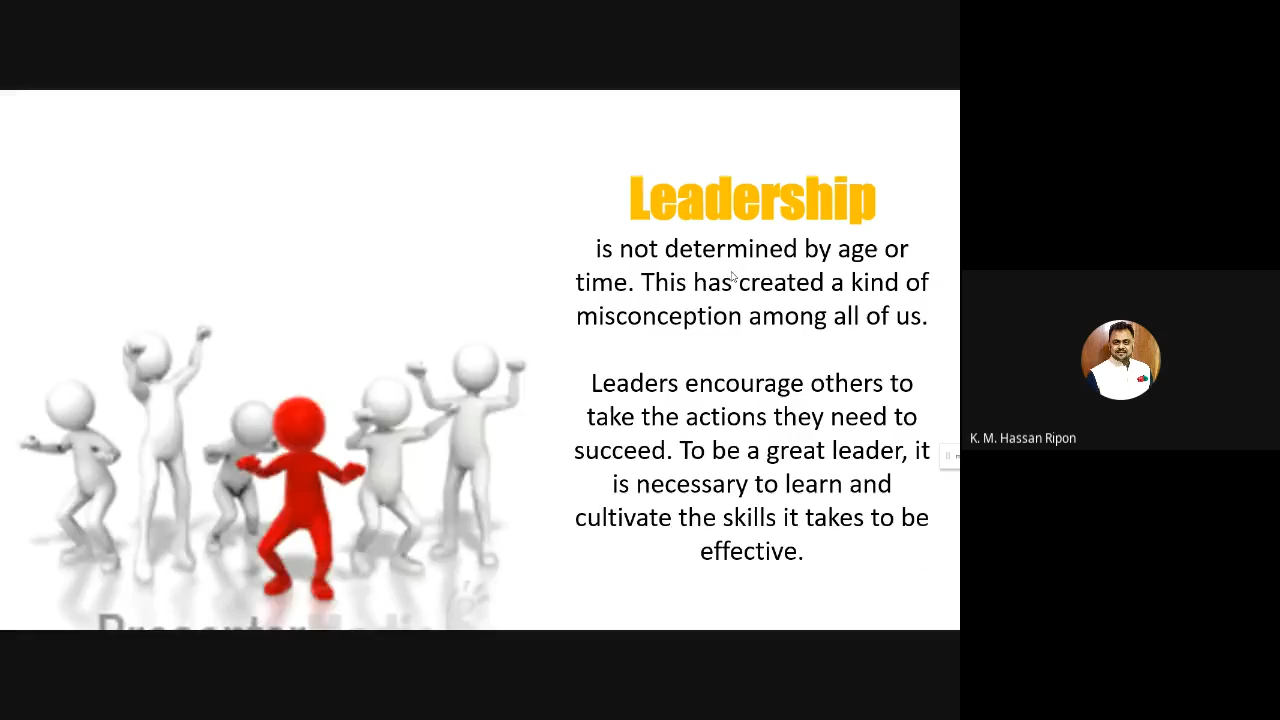 Leadership
is not determined by age or
time. This has created a kind of
misconception among all of us.
Leaders encourage others to
take the actions they need to
succeed. To be a great leader, it
is necessary to learn and
cultivate the skills it takes to be
effective.
K. M. Hassan Ripon